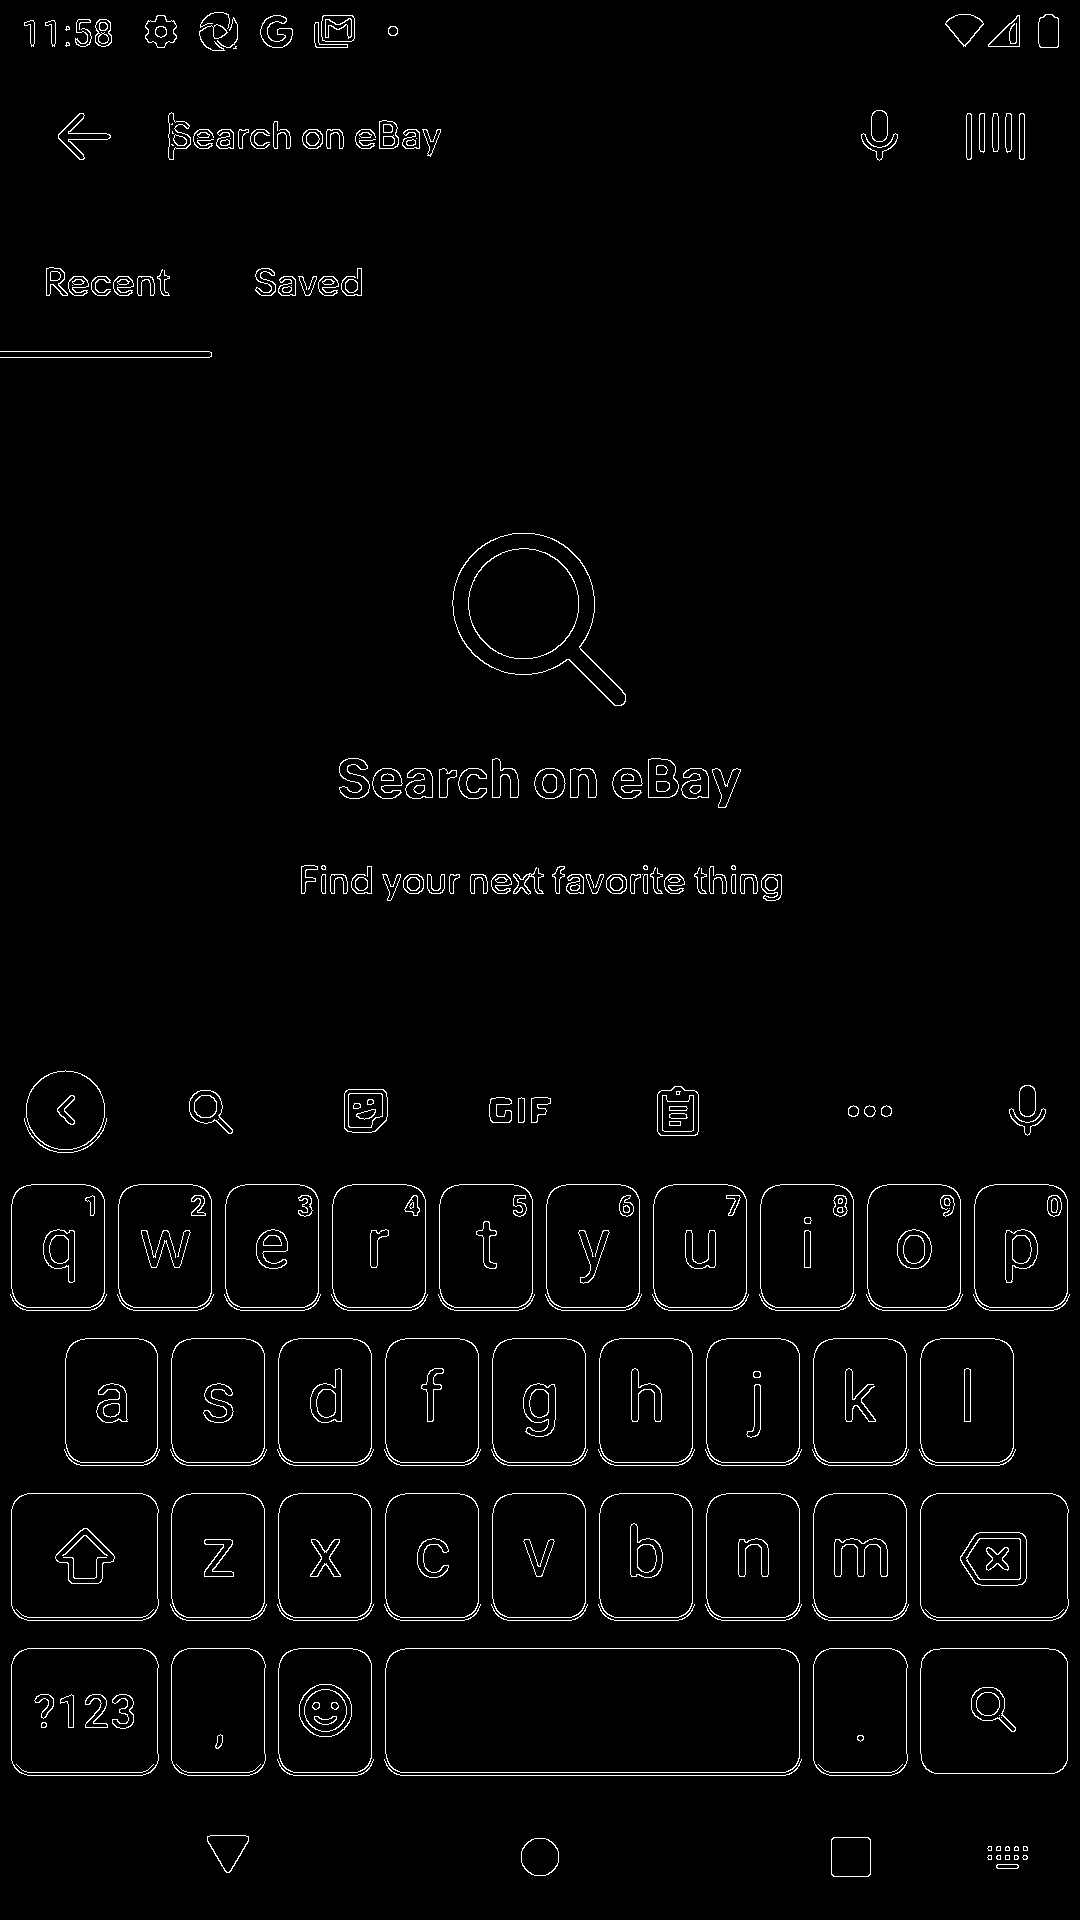 11:58
Search on eBay
Recent Saved
Search on eBay
Find your next favorite thing
GIF
1 2 3 4 5 6 7 8 9 0
q w e r t y u i o p
a s d f g h j k l
z x c v b n m
?123 , .